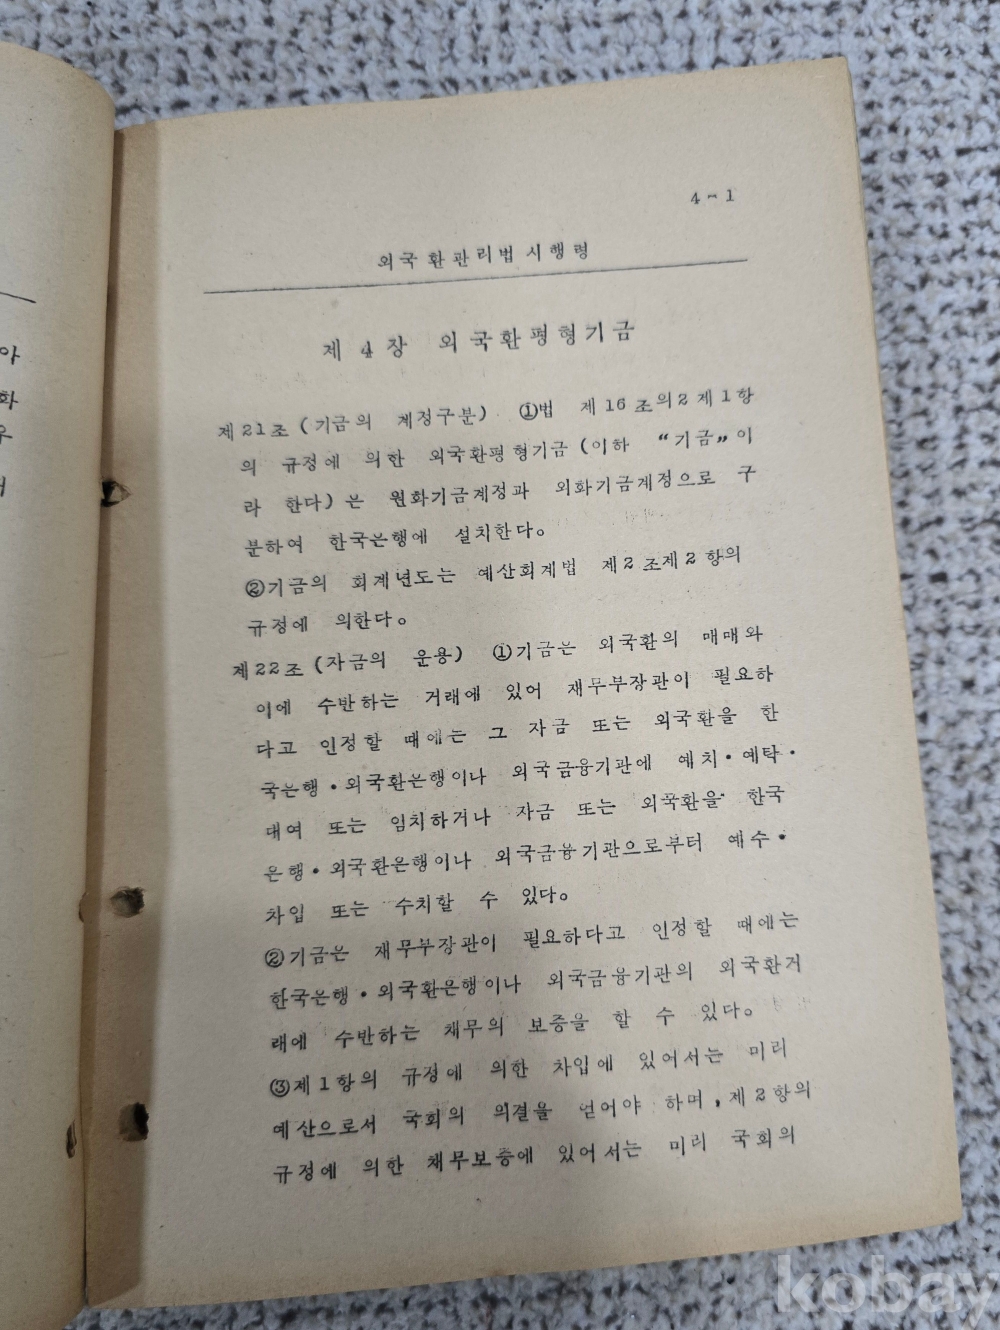 아
화
우
4-1
외국환관리법시행령
제4장 외국환평형기금
제21조 (기금의 계정구분) ①법 제16조의2제1항
의 규정에 의한 외국환평형기금(이하 “기금„이
라 한다)은 원화기금계정과 외화기금계정으로 구
분하여 한국은행에 설치한다。
②기금의 회계년도는 예산회계법 제2조제2항의
규정에 의한다。
제22조 (자금의 운용) ①기금은 외국환의 매매와
이에 수반하는 거래에 있어 재무부장관이 필요하
다고 인정할 때에는 그 자금 또는 외국환을 한
국은행·외국환은행이나 외국금융기관에 예치·예탁·
대여 또는 임치하거나 자금 또는 외국환을 한국
은행·외국환은행이나 외국금융기관으로부터 예수·
차입 또는 수치할 수 있다。
②기금은 재무부장관이 필요하다고 인정할 때에는
한국은행·외국환은행이나 외국금융기관의 외국환거
래에 수반하는 채무의 보증을 할 수 있다。
③제1항의 규정에 의한 차입에 있어서는 미리
예산으로서 국회의 의결을 얻어야 하며,제2항의
규정에 의한 채무보증에 있어서는 미리 국회의
kobay